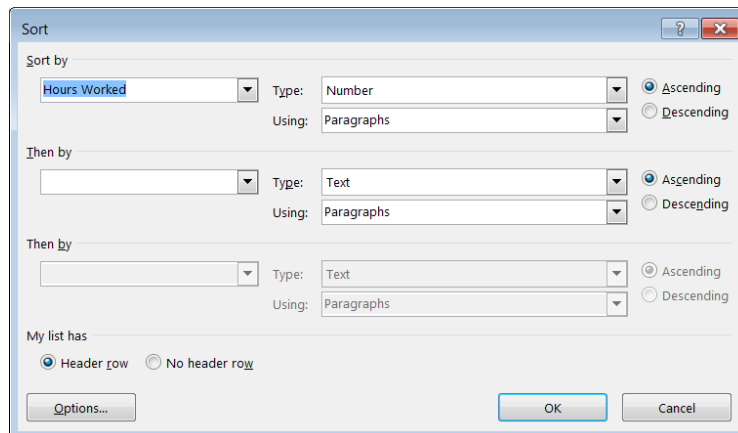 Sort
Sort by
Hours Worked Type: Number Ascending
Using: Paragraphs Descending
Then by
Type: Text Ascending
Using: Paragraphs Descending
Then by
Type: Text Ascending
Using: Paragraphs Descending
My list has
Header row No header row
Options... OK Cancel